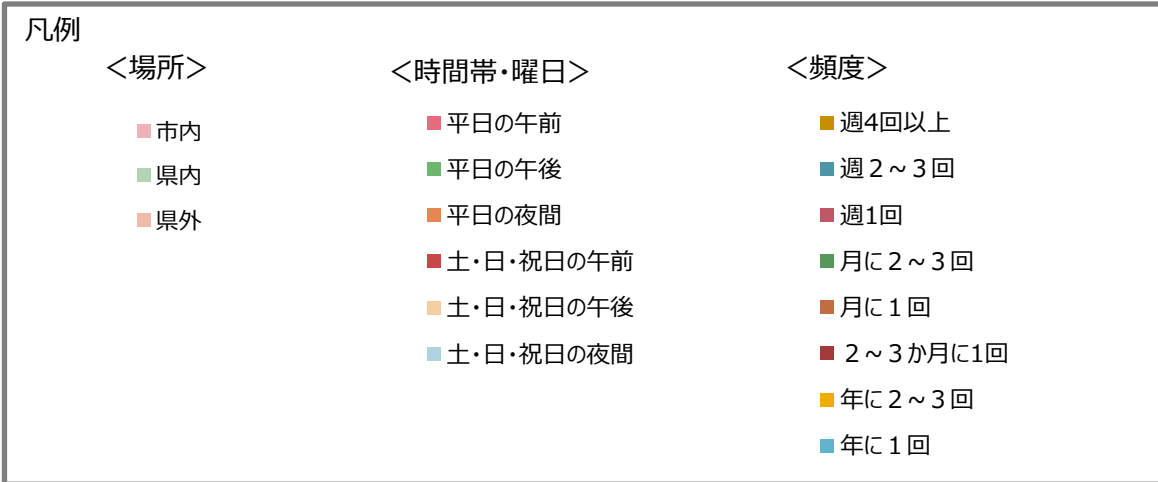 凡例
<場所>
市内
県内
県外
<時間帯・曜日>
平日の午前
平日の午後
平日の夜間
土・日・祝日の午前
土・日・祝日の午後
土・日・祝日の夜間
<頻度>
週4回以上
週２～３回
週1回
月に２～３回
月に１回
２～３か月に1回
年に２～３回
年に１回